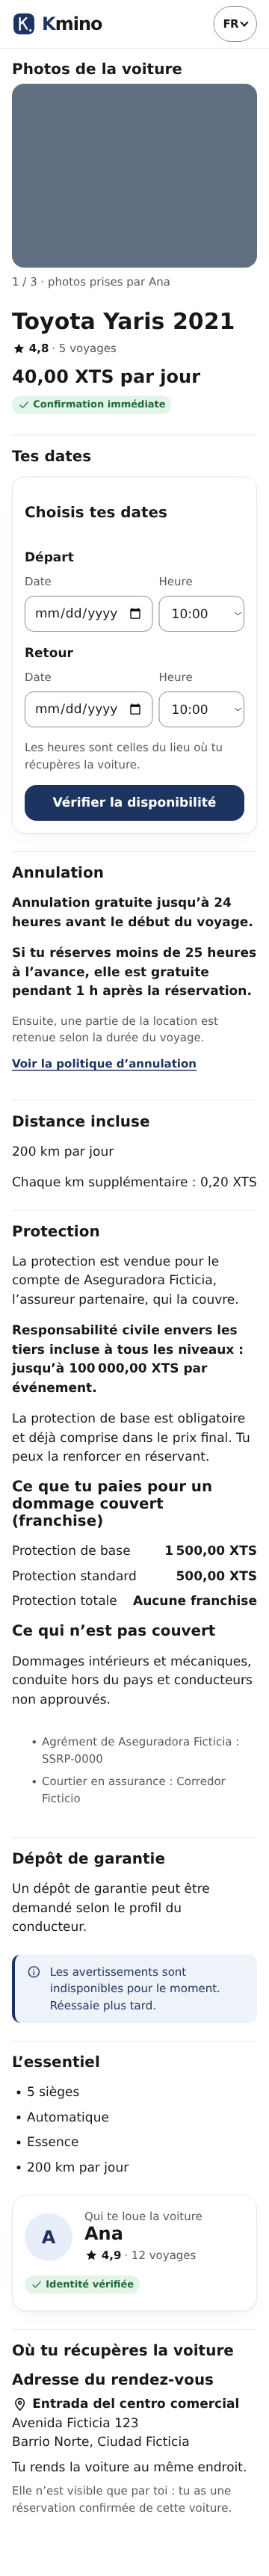 Kmino
FR
Photos de la voiture
1 / 3 · photos prises par Ana
Toyota Yaris 2021
★ 4,8 · 5 voyages
40,00 XTS par jour
Confirmation immédiate
Tes dates
Choisis tes dates
Départ
Date Heure
mm/dd/yyyy 10:00
Retour
Date Heure
mm/dd/yyyy 10:00
Les heures sont celles du lieu où tu
récupères la voiture.
Vérifier la disponibilité
Annulation
Annulation gratuite jusqu’à 24
heures avant le début du voyage.
Si tu réserves moins de 25 heures
à l’avance, elle est gratuite
pendant 1 h après la réservation.
Ensuite, une partie de la location est
retenue selon la durée du voyage.
Voir la politique d’annulation
Distance incluse
200 km par jour
Chaque km supplémentaire : 0,20 XTS
Protection
La protection est vendue pour le
compte de Aseguradora Ficticia,
l’assureur partenaire, qui la couvre.
Responsabilité civile envers les
tiers incluse à tous les niveaux :
jusqu’à 100 000,00 XTS par
événement.
La protection de base est obligatoire
et déjà comprise dans le prix final. Tu
peux la renforcer en réservant.
Ce que tu paies pour un
dommage couvert
(franchise)
Protection de base 1 500,00 XTS
Protection standard 500,00 XTS
Protection totale Aucune franchise
Ce qui n’est pas couvert
Dommages intérieurs et mécaniques,
conduite hors du pays et conducteurs
non approuvés.
• Agrément de Aseguradora Ficticia :
SSRP-0000
• Courtier en assurance : Corredor
Ficticio
Dépôt de garantie
Un dépôt de garantie peut être
demandé selon le profil du
conducteur.
Les avertissements sont
indisponibles pour le moment.
Réessaie plus tard.
L’essentiel
• 5 sièges
• Automatique
• Essence
• 200 km par jour
A
Qui te loue la voiture
Ana
★ 4,9 · 12 voyages
Identité vérifiée
Où tu récupères la voiture
Adresse du rendez-vous
Entrada del centro comercial
Avenida Ficticia 123
Barrio Norte, Ciudad Ficticia
Tu rends la voiture au même endroit.
Elle n’est visible que par toi : tu as une
réservation confirmée de cette voiture.